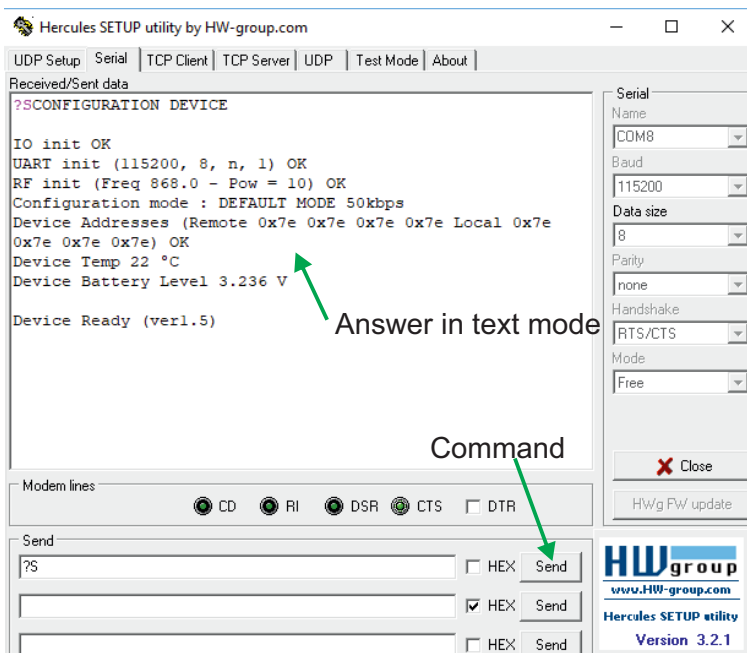 Hercules SETUP utility by HW-group.com
UDP Setup Serial TCP Client TCP Server UDP Test Mode About
Received/Sent data
?SCONFIGURATION DEVICE
IO init OK
UART init (115200, 8, n, 1) OK
RF init (Freq 868.0 - Pow = 10) OK
Configuration mode : DEFAULT MODE 50kbps
Device Addresses (Remote 0x7e 0x7e 0x7e 0x7e Local 0x7e
0x7e 0x7e 0x7e) OK
Device Temp 22 °C
Device Battery Level 3.236 V
Device Ready (ver1.5)
Answer in text mode
Command
Serial
Name
COM8
Baud
115200
Data size
8
Parity
none
Handshake
RTS/CTS
Mode
Free
Close
HWg FW update
Modem lines
CD RI DSR CTS DTR
Send
?S HEX Send
HEX Send
HEX Send
HW group
www.HW-group.com
Hercules SETUP utility
Version 3.2.1